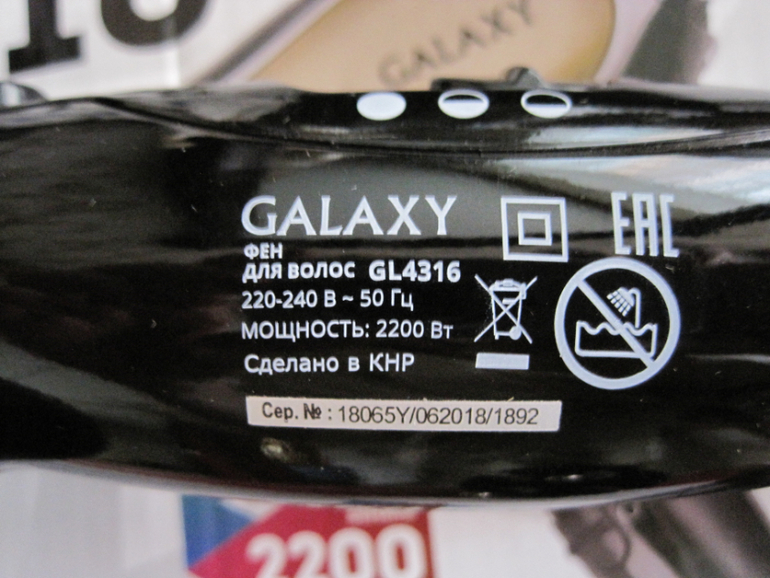 GALAXY
GALAXY
ФЕН
ДЛЯ ВОЛОС GL4316
220-240 В ~ 50 Гц
МОЩНОСТЬ: 2200 Вт
Сделано в КНР
EAC
Сер. № : 18065Y/062018/1892
2200